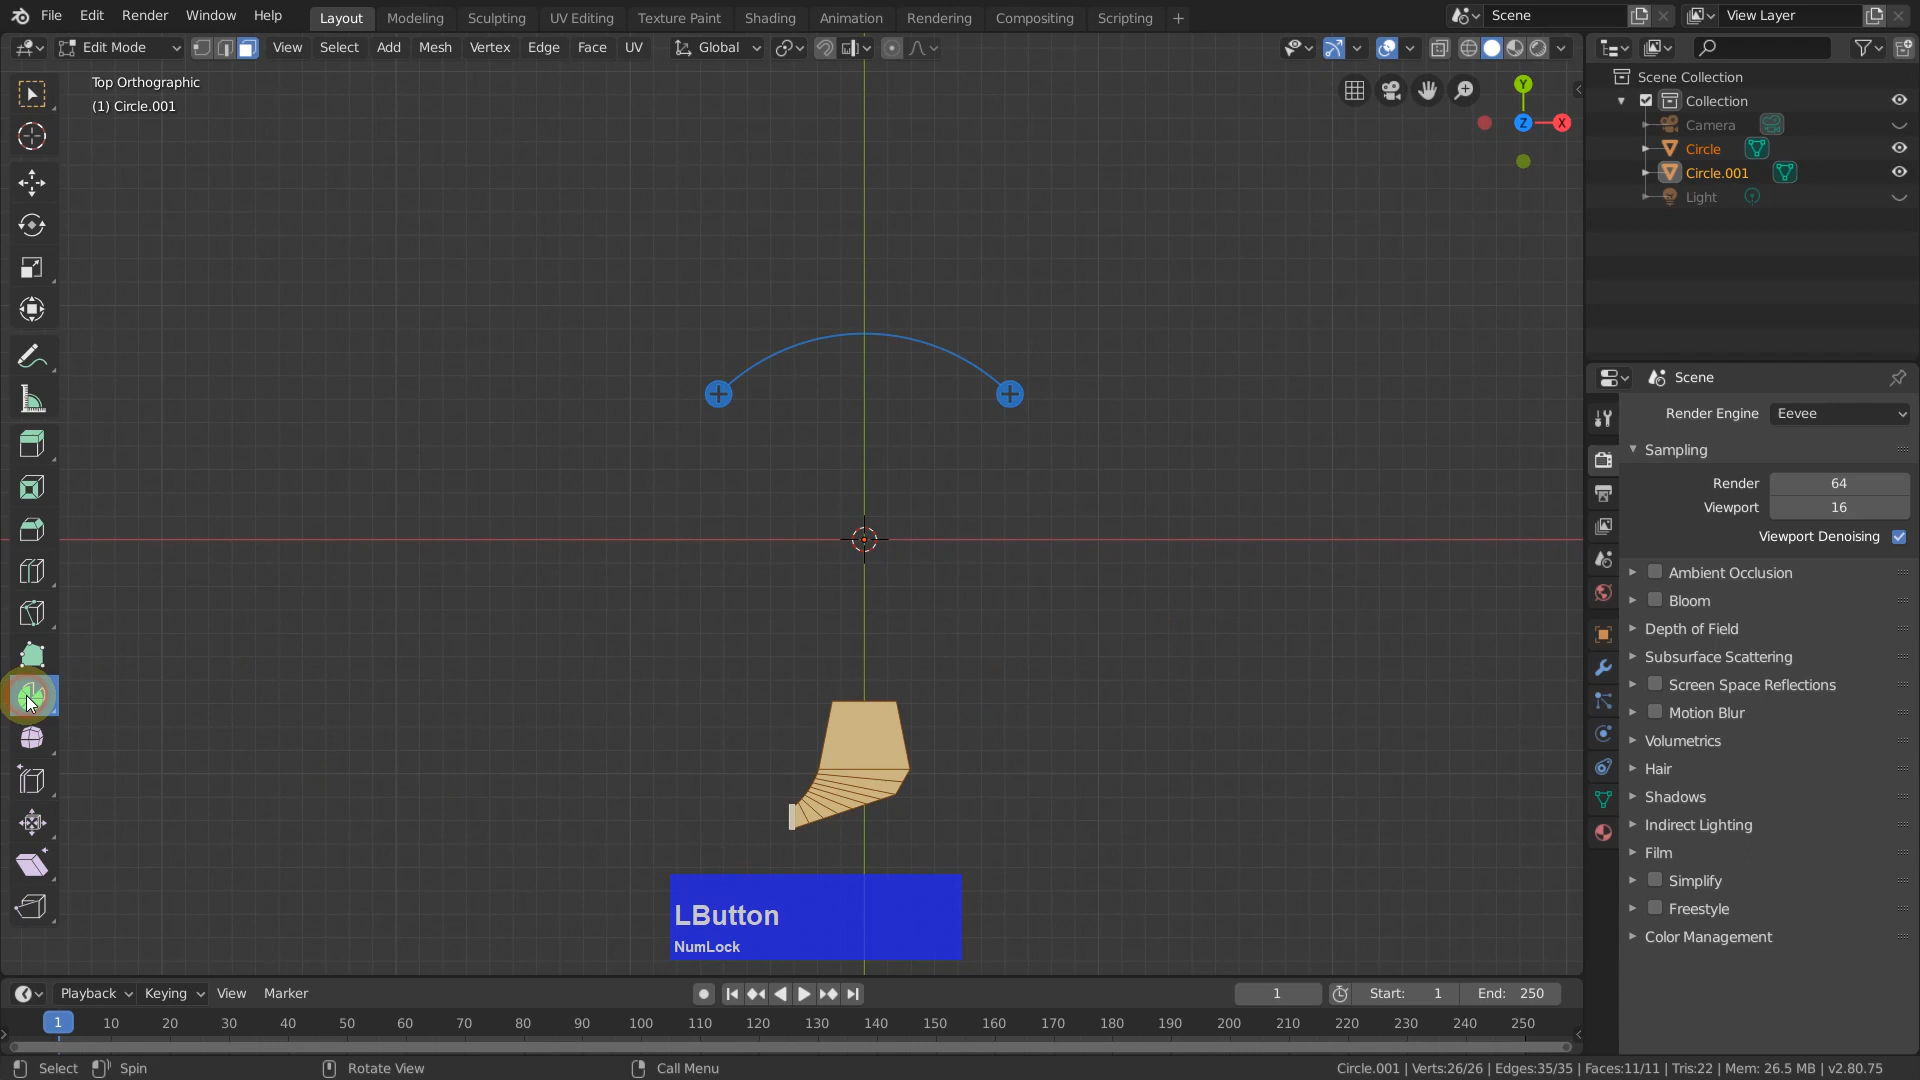 File Edit Render Window Help
Layout Modeling Sculpting UV Editing Texture Paint Shading Animation Rendering Compositing Scripting +
Scene
View Layer
Edit Mode View Select Add Mesh Vertex Edge Face UV Global
Top Orthographic
(1) Circle.001
Y
Z
X
Scene Collection
Collection
Camera
Circle
Circle.001
Light
Scene
Render Engine Eevee
Sampling
Render 64
Viewport 16
Viewport Denoising
Ambient Occlusion
Bloom
Depth of Field
Subsurface Scattering
Screen Space Reflections
Motion Blur
Volumetrics
Hair
Shadows
Indirect Lighting
Film
Simplify
Freestyle
Color Management
LButton
NumLock
Playback Keying View Marker
1
Start: 1 End: 250
1 10 20 30 40 50 60 70 80 90 100 110 120 130 140 150 160 170 180 190 200 210 220 230 240 250
Select Spin Rotate View Call Menu
Circle.001 | Verts:26/26 | Edges:35/35 | Faces:11/11 | Tris:22 | Mem: 26.5 MB | v2.80.75